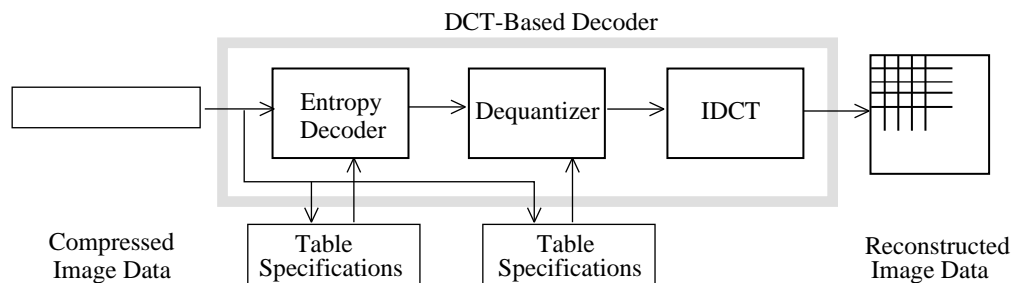 DCT-Based Decoder
Entropy
Decoder
Dequantizer
IDCT
Compressed
Image Data
Table
Specifications
Table
Specifications
Reconstructed
Image Data